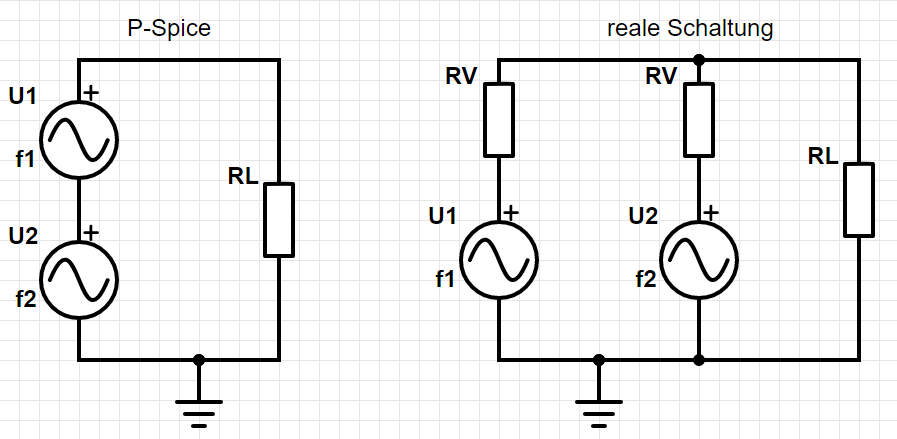 P-Spice
U1
+
f1
U2
+
f2
RL
reale Schaltung
RV
RV
RL
U1
+
f1
U2
+
f2